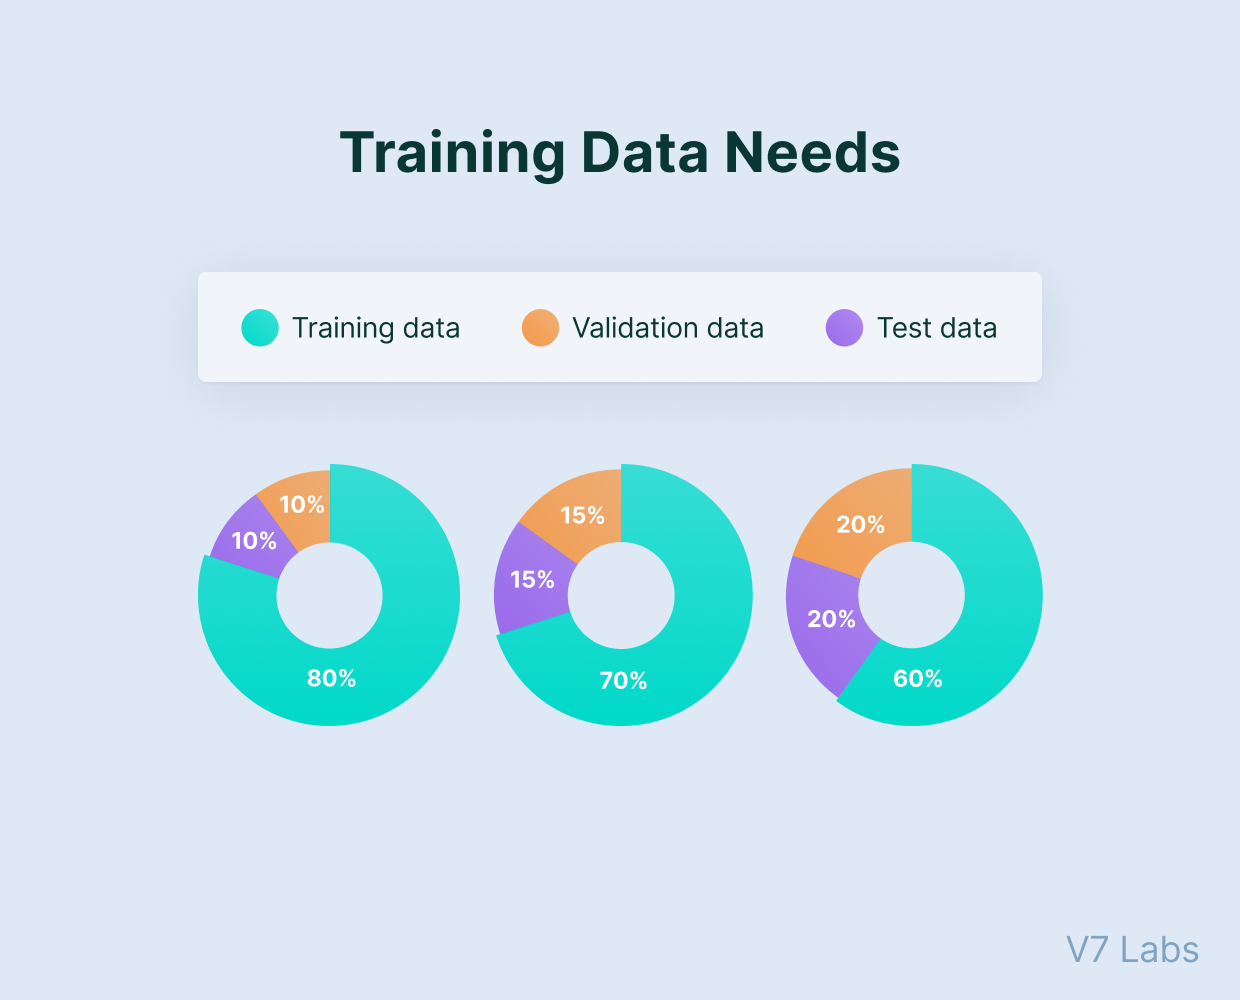 Training Data Needs
Training data
Validation data
Test data
10%
10%
80%
15%
15%
70%
20%
20%
60%
V7 Labs